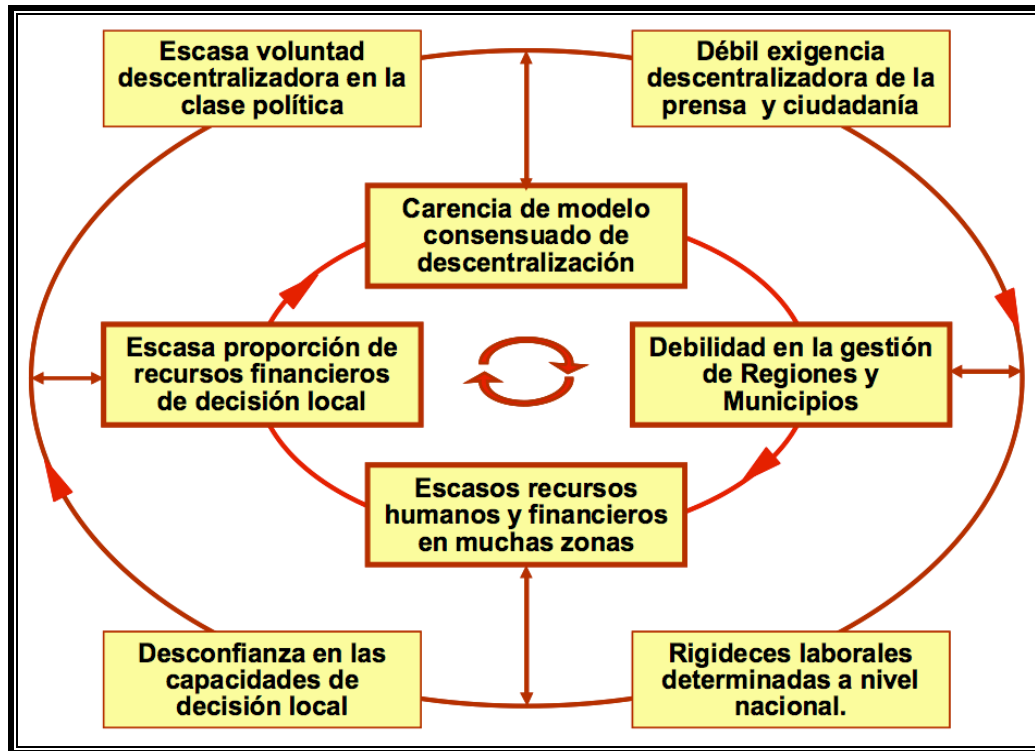 Escasa voluntad
descentralizadora en la
clase política
Débil exigencia
descentralizadora de la
prensa y ciudadanía
Carencia de modelo
consensuado de
descentralización
Escasa proporción de
recursos financieros
de decisión local
Debilidad en la gestión
de Regiones y
Municipios
Escasos recursos
humanos y financieros
en muchas zonas
Desconfianza en las
capacidades de
decisión local
Rigideces laborales
determinadas a nivel
nacional.